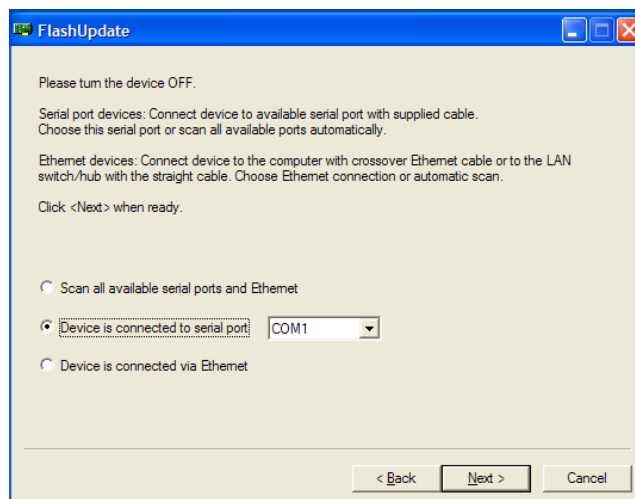 FlashUpdate
Please turn the device OFF.
Serial port devices: Connect device to available serial port with supplied cable.
Choose this serial port or scan all available ports automatically.
Ethernet devices: Connect device to the computer with crossover Ethernet cable or to the LAN
switch/hub with the straight cable. Choose Ethernet connection or automatic scan.
Click <Next> when ready.
Scan all available serial ports and Ethernet
Device is connected to serial port COM1
Device is connected via Ethernet
< Back Next > Cancel